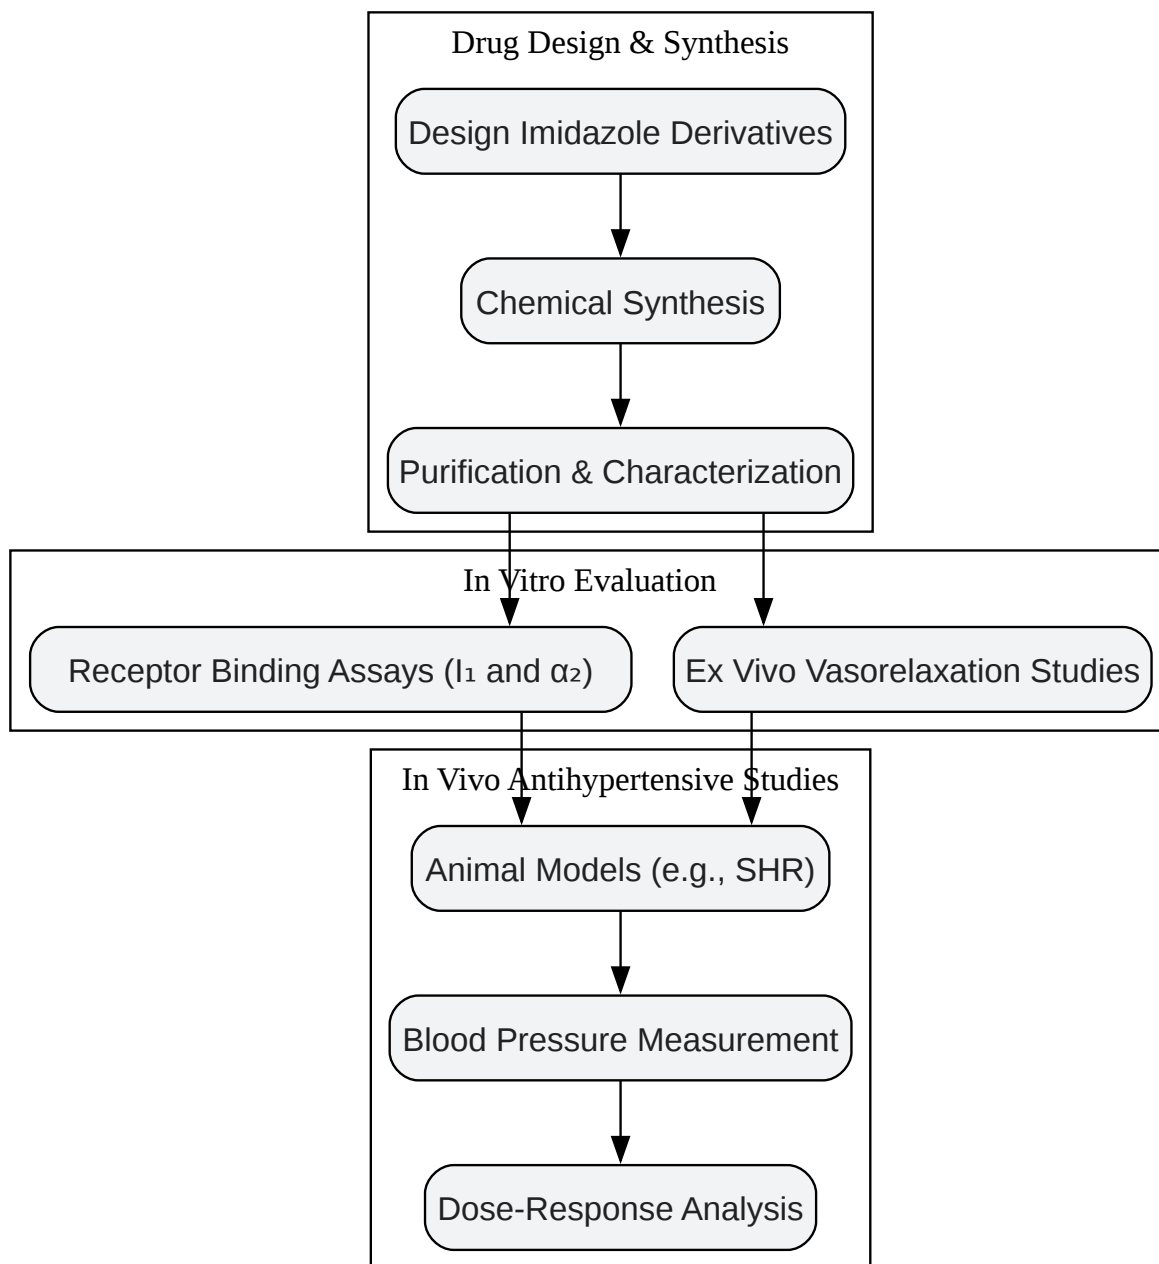 Drug Design & Synthesis
Design Imidazole Derivatives
Chemical Synthesis
Purification & Characterization
In Vitro Evaluation
Receptor Binding Assays (I₁ and α₂)
Ex Vivo Vasorelaxation Studies
In Vivo Antihypertensive Studies
Animal Models (e.g., SHR)
Blood Pressure Measurement
Dose-Response Analysis